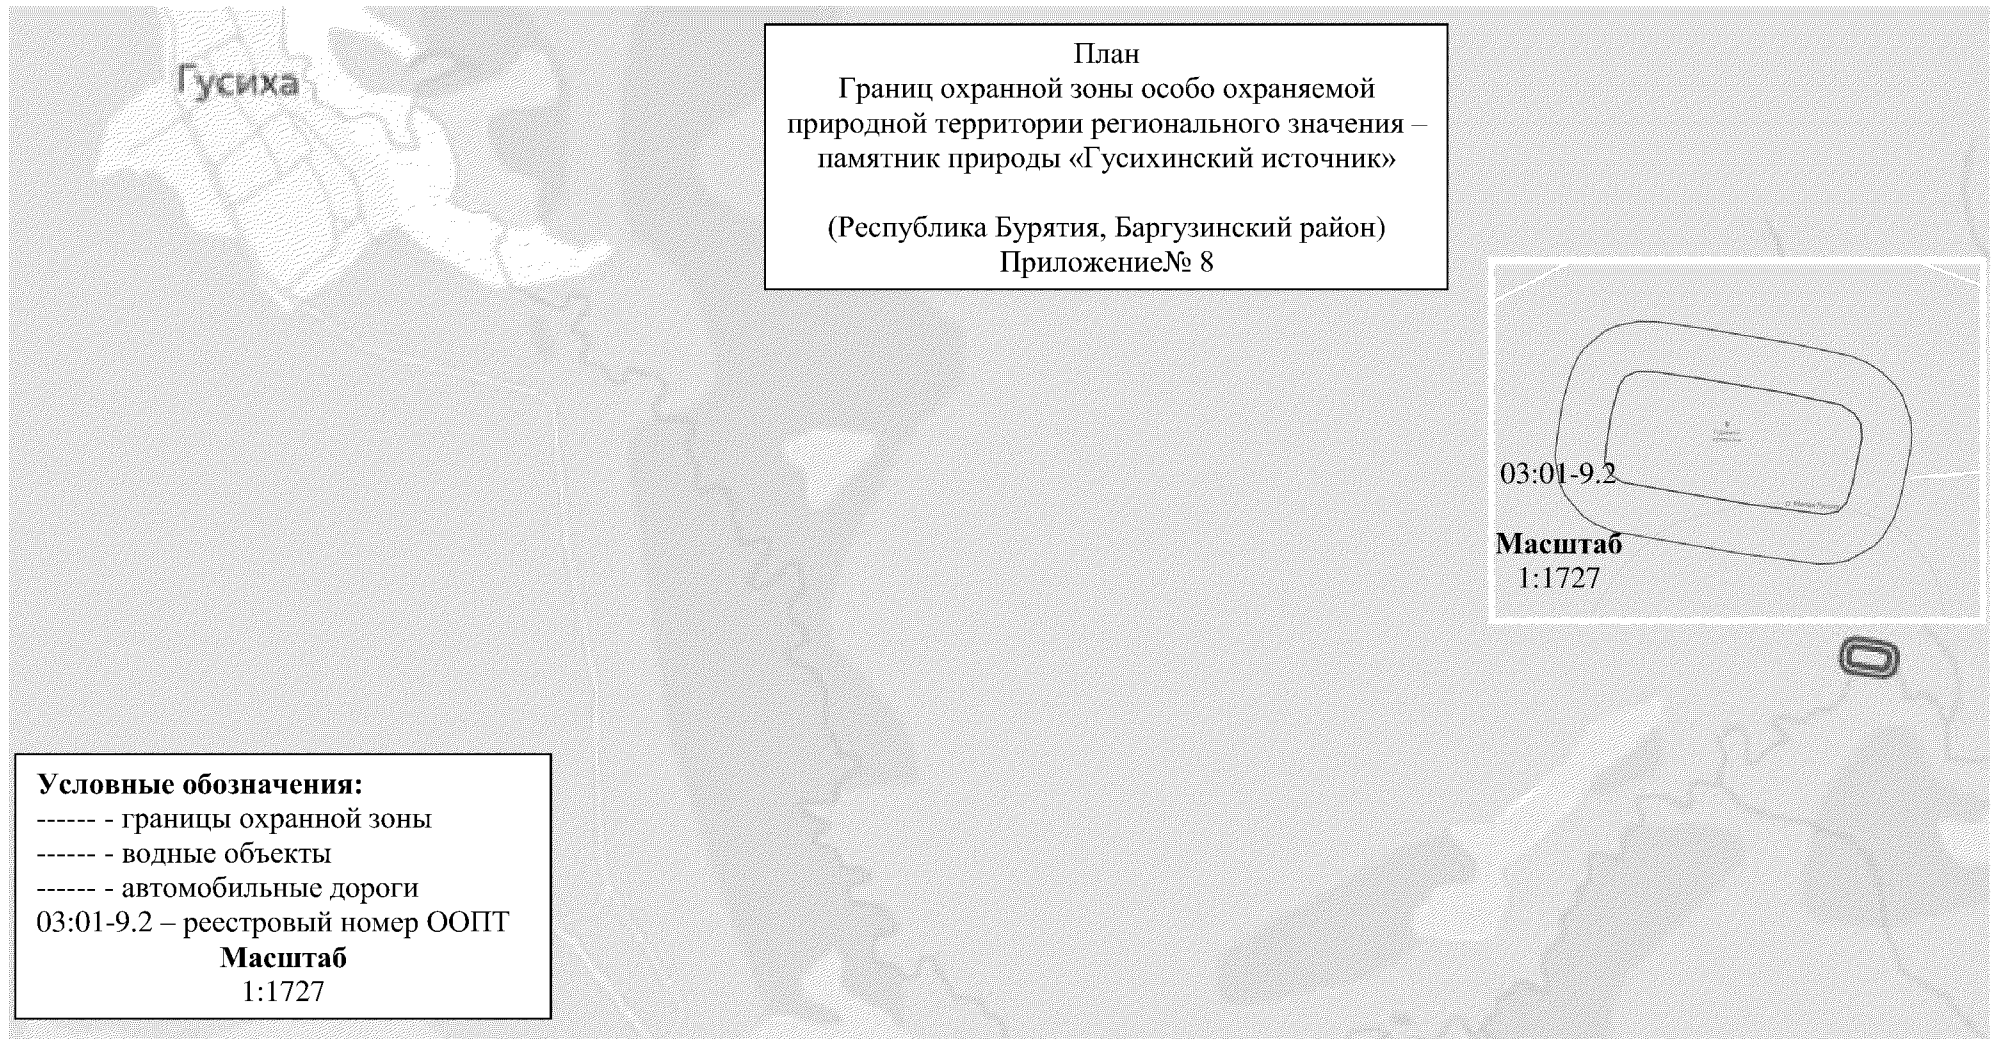 Гусиха
План
Границ охранной зоны особо охраняемой
природной территории регионального значения –
памятник природы «Гусихинский источник»
(Республика Бурятия, Баргузинский район)
Приложение№ 8
03:01-9.2
Масштаб
1:1727
Условные обозначения:
------ - границы охранной зоны
------ - водные объекты
------ - автомобильные дороги
03:01-9.2 – реестровый номер ООПТ
Масштаб
1:1727